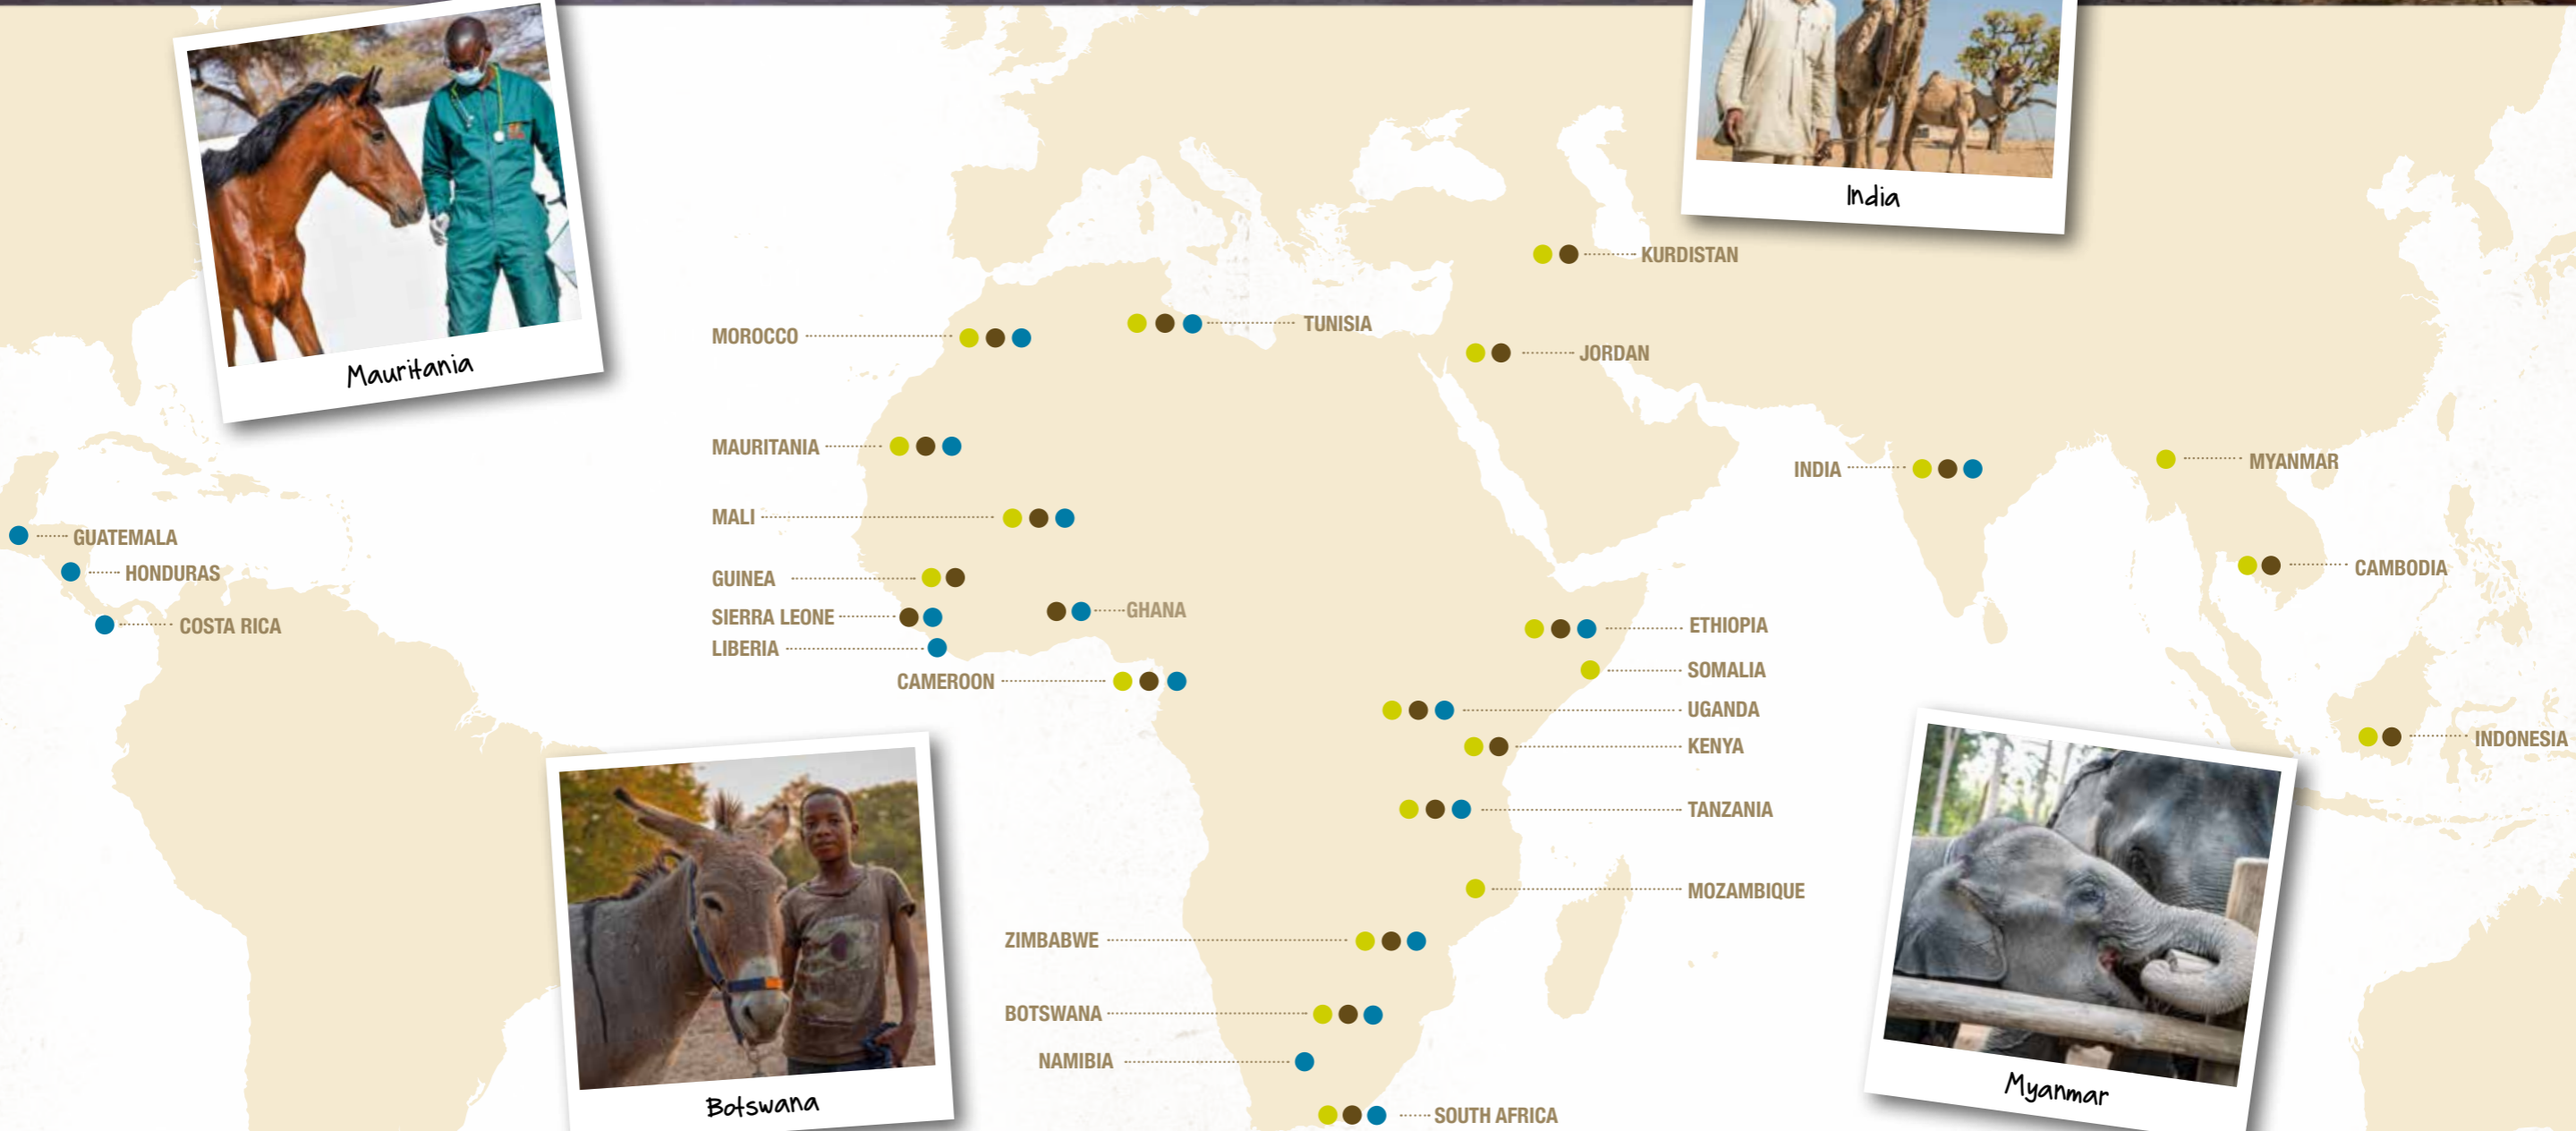 Mauritania
India
KURDISTAN
MOROCCO
TUNISIA
JORDAN
MAURITANIA
INDIA
MYANMAR
MALI
GUATEMALA
HONDURAS
COSTA RICA
GUINEA
SIERRA LEONE
GHANA
LIBERIA
CAMEROON
CAMBODIA
ETHIOPIA
SOMALIA
UGANDA
KENYA
INDONESIA
TANZANIA
MOZAMBIQUE
ZIMBABWE
BOTSWANA
NAMIBIA
SOUTH AFRICA
Botswana
Myanmar